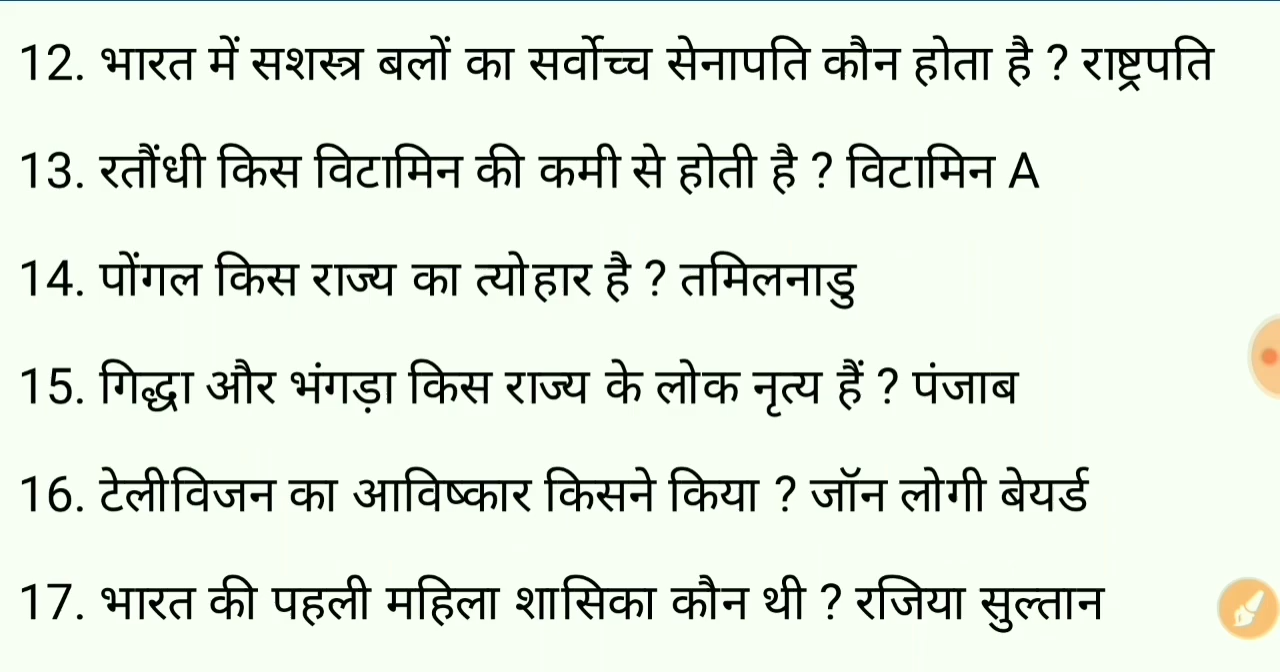 12. भारत में सशस्त्र बलों का सर्वोच्च सेनापति कौन होता है ? राष्ट्रपति
13. रतौंधी किस विटामिन की कमी से होती है ? विटामिन A
14. पोंगल किस राज्य का त्योहार है ? तमिलनाडु
15. गिद्धा और भंगड़ा किस राज्य के लोक नृत्य हैं ? पंजाब
16. टेलीविजन का आविष्कार किसने किया ? जॉन लोगी बेयर्ड
17. भारत की पहली महिला शासिका कौन थी ? रजिया सुल्तान